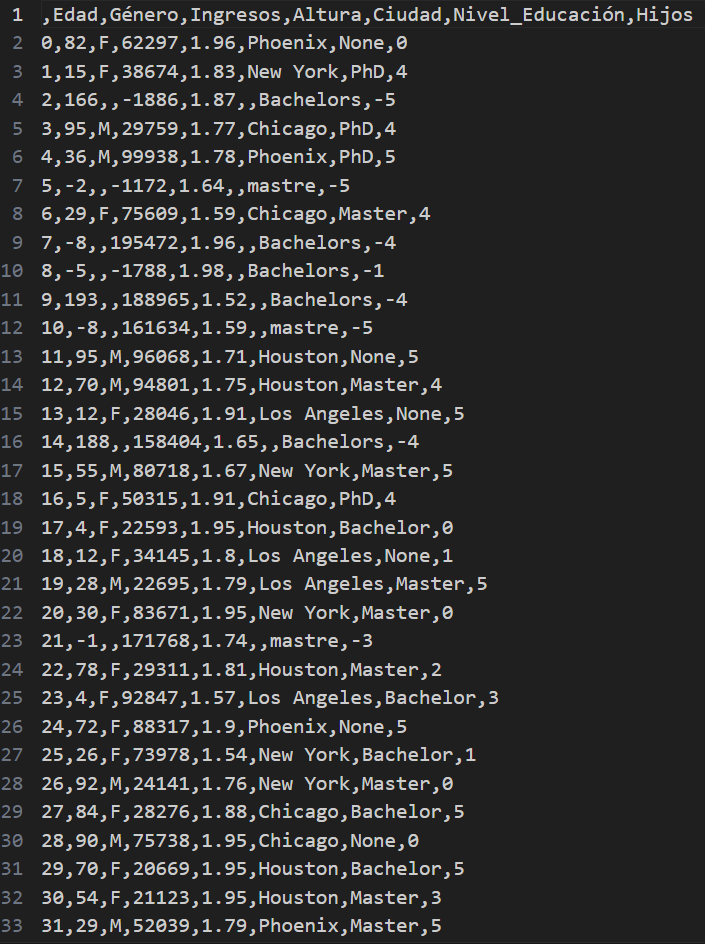 1 ,Edad,Género,Ingresos,Altura,Ciudad,Nivel_Educación,Hijos
2 0,82,F,62297,1.96,Phoenix,None,0
3 1,15,F,38674,1.83,New York,PhD,4
4 2,166,,-1886,1.87,,Bachelors,-5
5 3,95,M,29759,1.77,Chicago,PhD,4
6 4,36,M,99938,1.78,Phoenix,PhD,5
7 5,-2,,-1172,1.64,,mastre,-5
8 6,29,F,75609,1.59,Chicago,Master,4
9 7,-8,,195472,1.96,,Bachelors,-4
10 8,-5,,-1788,1.98,,Bachelors,-1
11 9,193,,188965,1.52,,Bachelors,-4
12 10,-8,,161634,1.59,,mastre,-5
13 11,95,M,96068,1.71,Houston,None,5
14 12,70,M,94801,1.75,Houston,Master,4
15 13,12,F,28046,1.91,Los Angeles,None,5
16 14,188,,158404,1.65,,Bachelors,-4
17 15,55,M,80718,1.67,New York,Master,5
18 16,5,F,50315,1.91,Chicago,PhD,4
19 17,4,F,22593,1.95,Houston,Bachelor,0
20 18,12,F,34145,1.8,Los Angeles,None,1
21 19,28,M,22695,1.79,Los Angeles,Master,5
22 20,30,F,83671,1.95,New York,Master,0
23 21,-1,,171768,1.74,,mastre,-3
24 22,78,F,29311,1.81,Houston,Master,2
25 23,4,F,92847,1.57,Los Angeles,Bachelor,3
26 24,72,F,88317,1.9,Phoenix,None,5
27 25,26,F,73978,1.54,New York,Bachelor,1
28 26,92,M,24141,1.76,New York,Master,0
29 27,84,F,28276,1.88,Chicago,Bachelor,5
30 28,90,M,75738,1.95,Chicago,None,0
31 29,70,F,20669,1.95,Houston,Bachelor,5
32 30,54,F,21123,1.95,Houston,Master,3
33 31,29,M,52039,1.79,Phoenix,Master,5